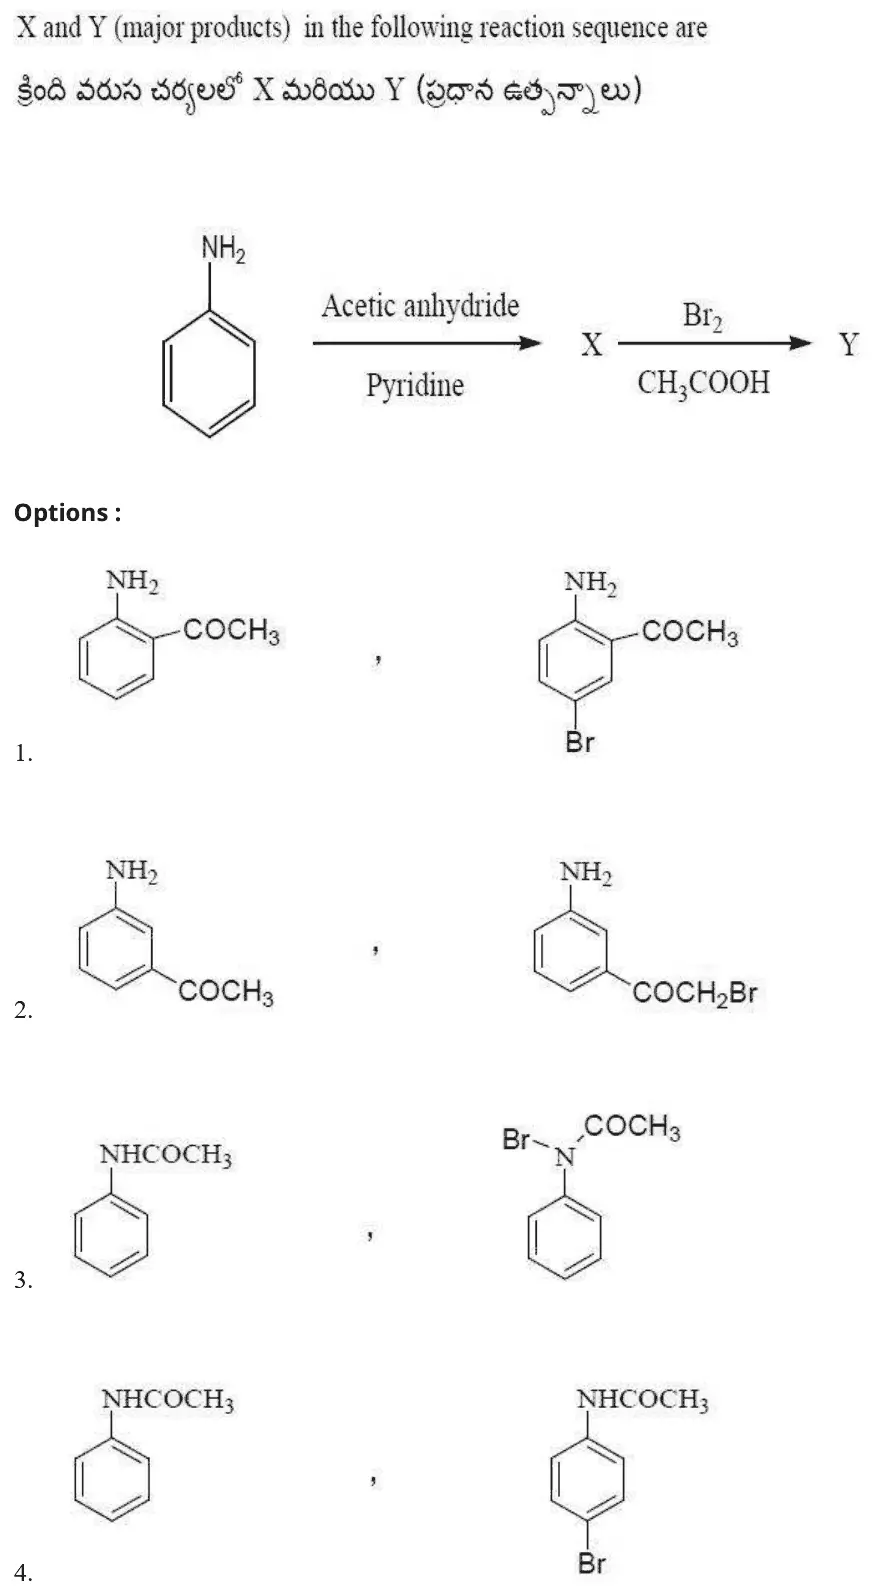 X and Y (major products) in the following reaction sequence are
క్రింది వరుస చర్యలలో X మరియు Y (ప్రధాన ఉత్పన్నాలు)
NH2
Acetic anhydride
Pyridine
X
Br2
CH3COOH
Y
Options :
NH2
COCH3
,
NH2
COCH3
Br
1.
NH2
COCH3
,
NH2
COCH2Br
2.
NHCOCH3
,
Br
N
COCH3
3.
NHCOCH3
,
NHCOCH3
Br
4.